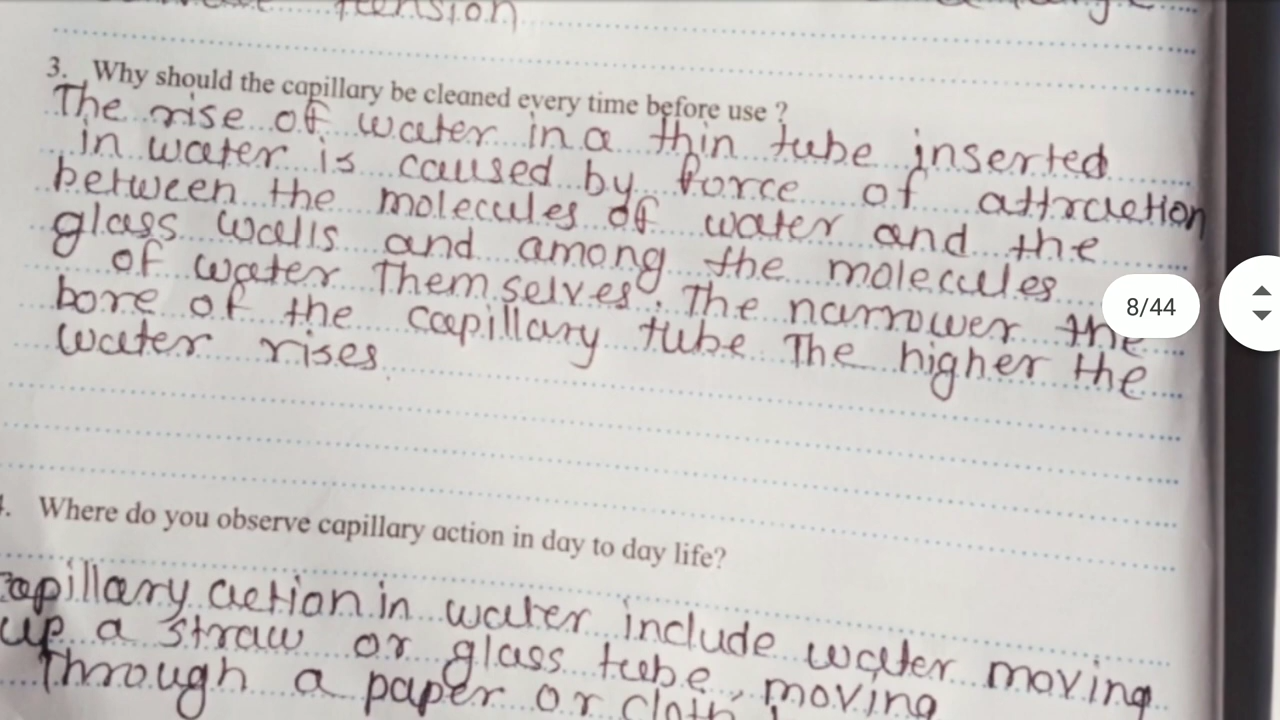 tension
3. Why should the capillary be cleaned every time before use ?
The rise of water in a thin tube inserted
in water is caused by force of attraction
between the molecules of water and the
glass walls and among the molecules
of water Themselves. The narrower the
bore of the capillary tube The higher the
water rises
8/44
. Where do you observe capillary action in day to day life?
Capillary action in water include water moving
up a straw or glass tube, moving
Through a paper or cloth